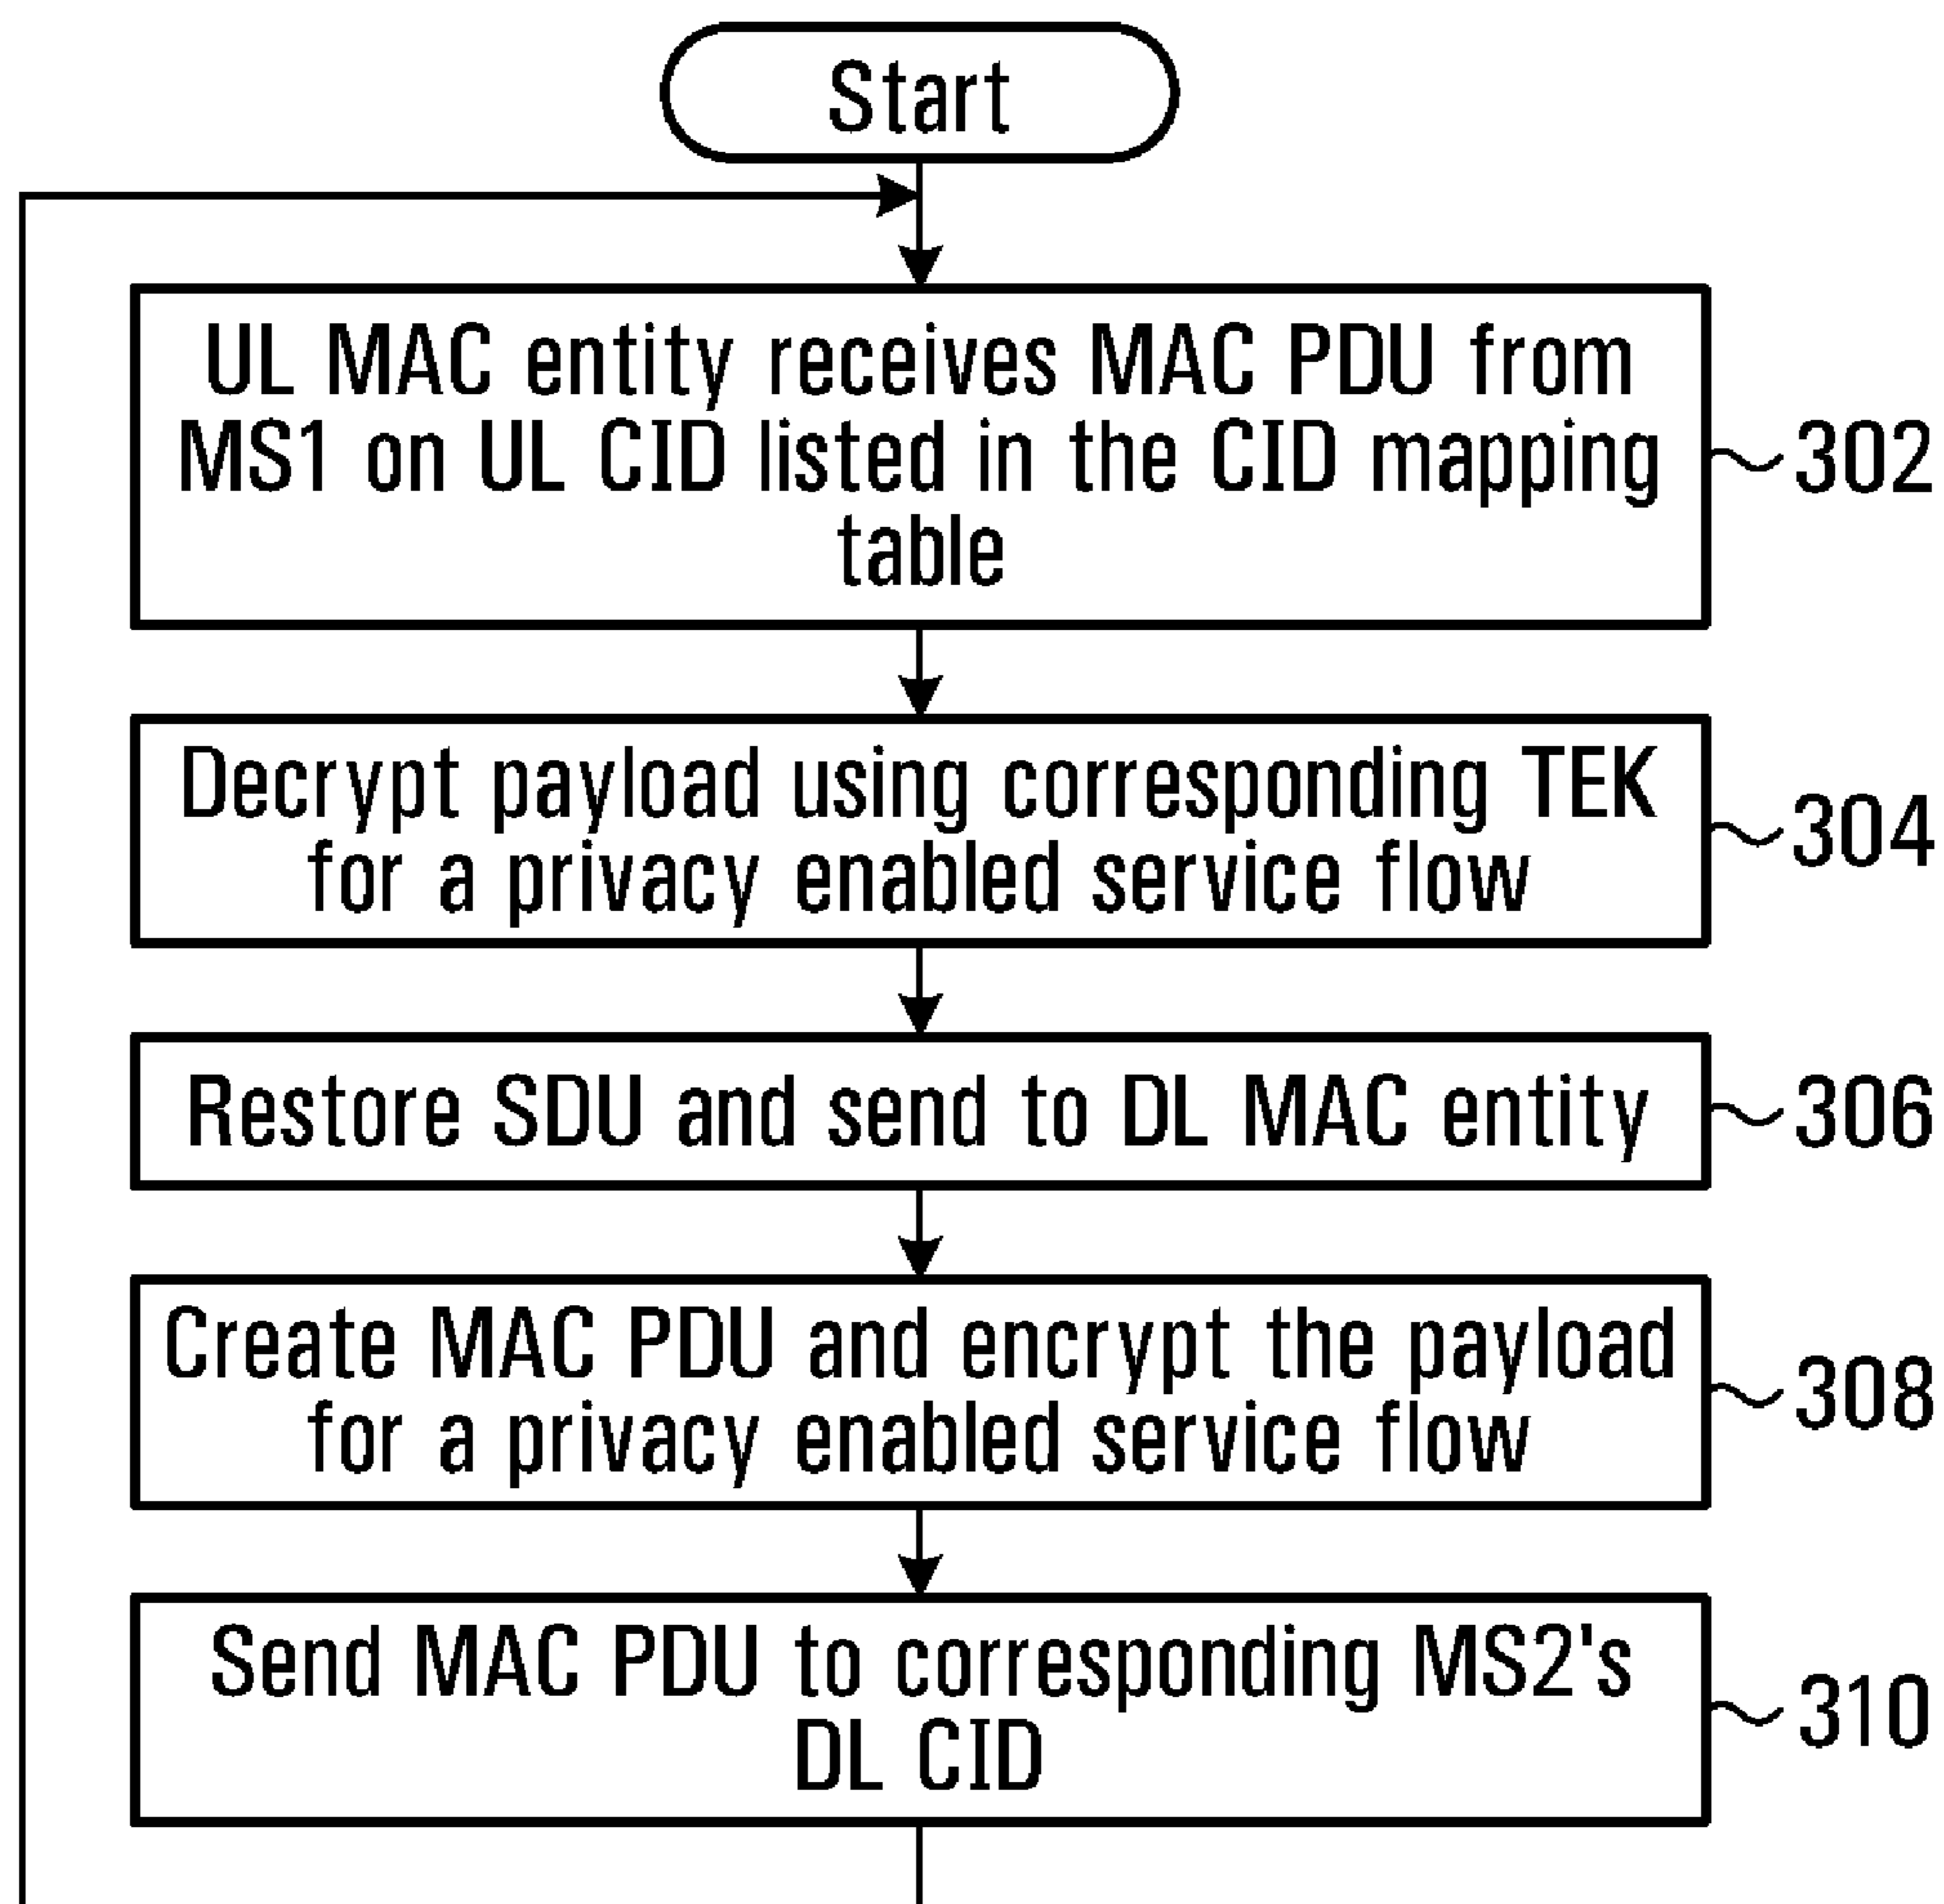 Start
UL MAC entity receives MAC PDU from
MS1 on UL CID listed in the CID mapping
table
302
Decrypt payload using corresponding TEK
for a privacy enabled service flow
304
Restore SDU and send to DL MAC entity
306
Create MAC PDU and encrypt the payload
for a privacy enabled service flow
308
Send MAC PDU to corresponding MS2's
DL CID
310